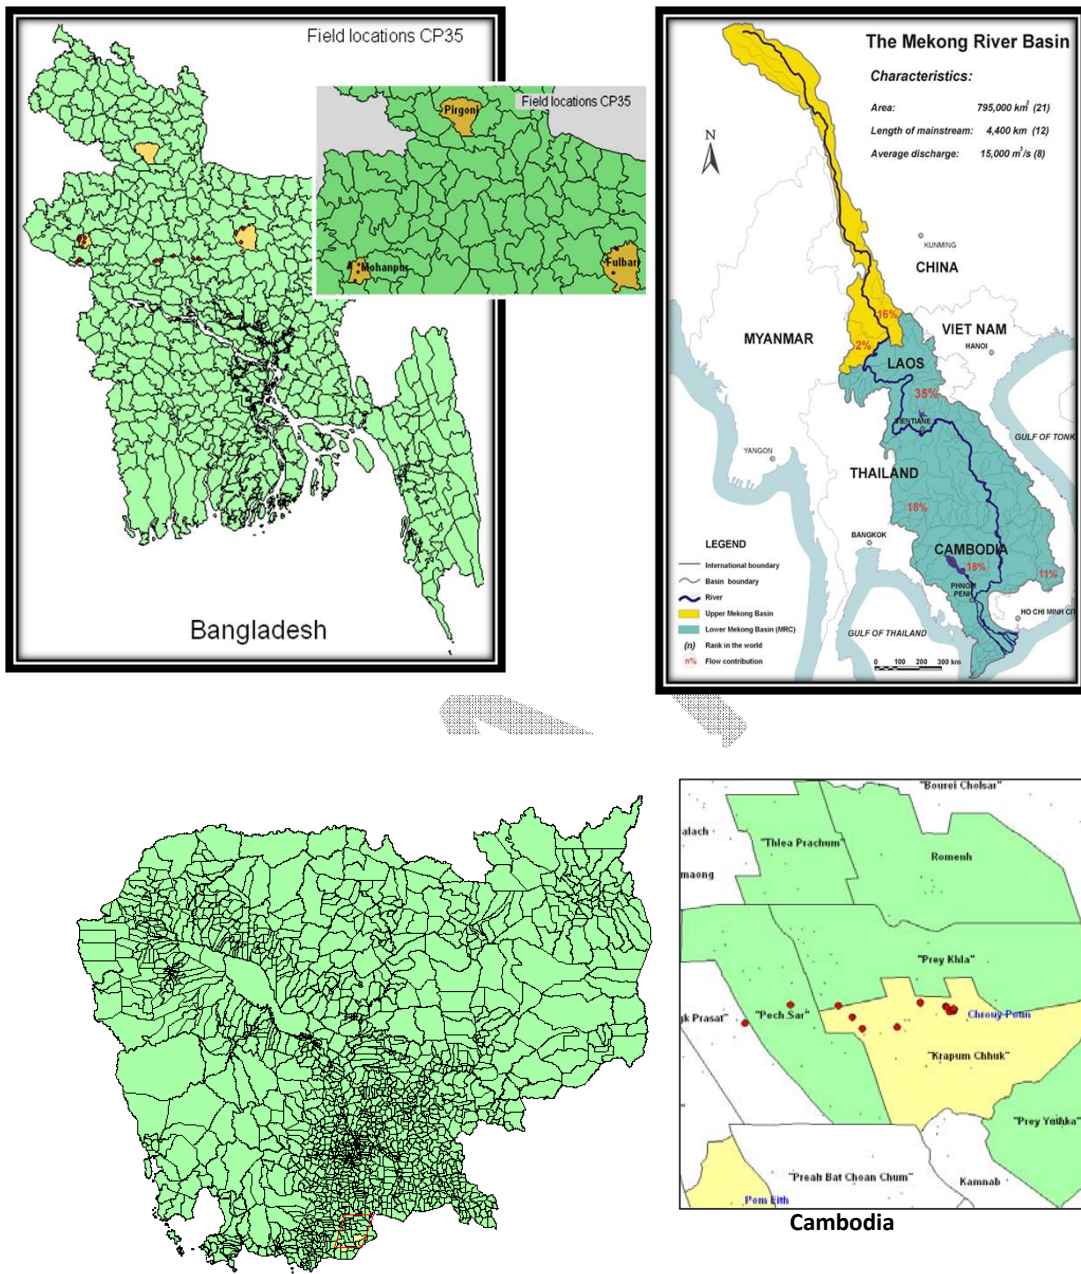 Field locations CP35
Field locations CP35
Pirgonj
Mohanpur
Fulbari
Bangladesh
The Mekong River Basin
Characteristics:
Area: 795,000 km² (21)
Length of mainstream: 4,400 km (12)
Average discharge: 15,000 m³/s (8)
N
KUNMING
CHINA
16%
MYANMAR
VIET NAM
HANOI
2%
LAOS
35%
VIENTIANE
GULF OF TONK
YANGON
THAILAND
18%
BANGKOK
CAMBODIA
18%
11%
PHNOM
PENH
HO CHI MINH CIT
GULF OF THAILAND
LEGEND
International boundary
Basin boundary
River
Upper Mekong Basin
Lower Mekong Basin (MRC)
(n) Rank in the world
n% Flow contribution
0 100 200 300 km
"Bourei Cholsar"
alach
"Thlea Prachum"
Romenh
maong
"Prey Khla"
gk Prasat"
"Pech Sar"
Chrouy Poun
"Krapum Chhuk"
"Prey Yuthka"
"Preah Bat Choan Chum"
Kamnab
Pom Eith
Cambodia